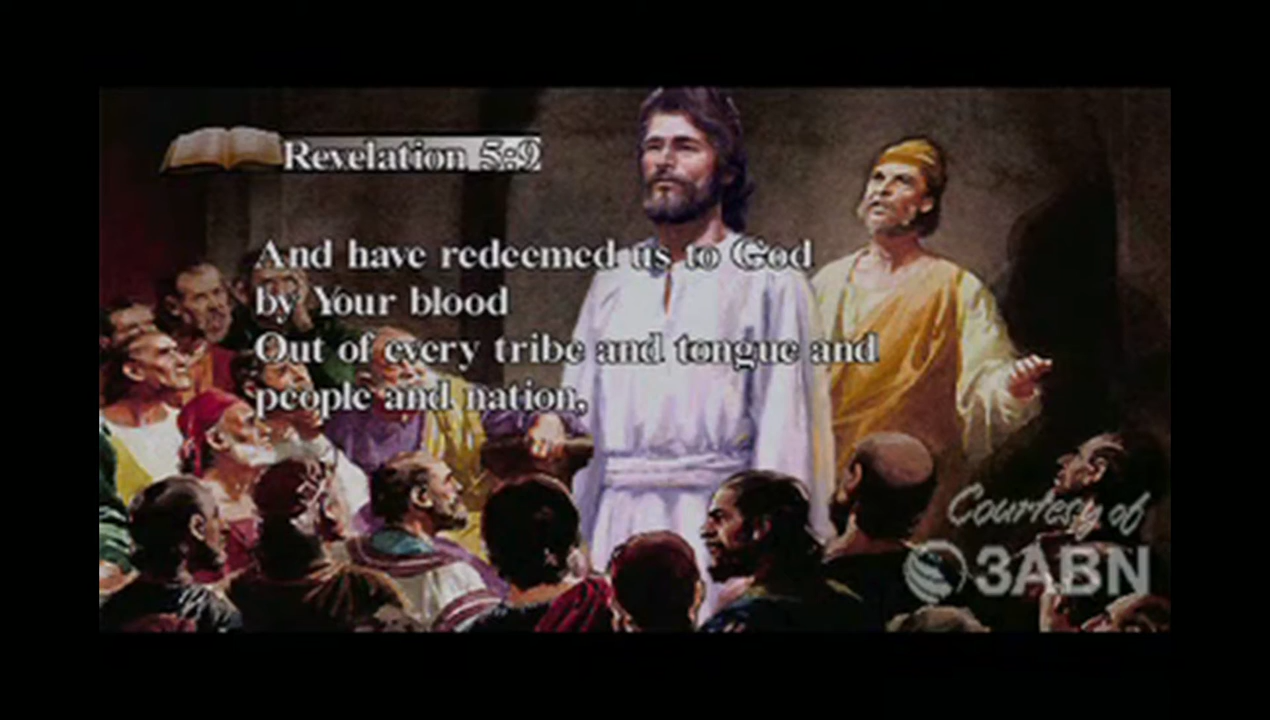 Revelation 5:9
And have redeemed us to God
by Your blood
Out of every tribe and tongue and
people and nation,
Courtesy of
3ABN